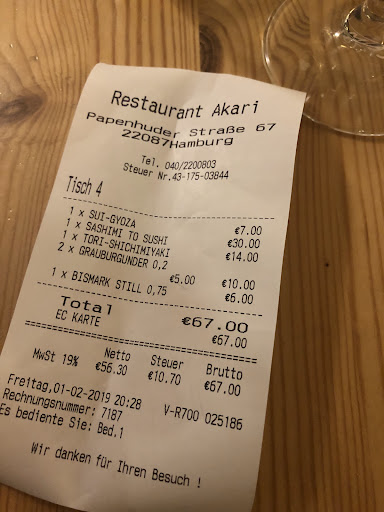 Restaurant Akari
Papenhuder Straße 67
22087Hamburg
Tel. 040/2200803
Steuer Nr.43-175-03844
Tisch 4
1 x SUI-GYOZA €7.00
1 x SASHIMI TO SUSHI €30.00
1 x TORI-SHICHIMIYAKI €14.00
2 x GRAUBURGUNDER 0,2
€5.00 €10.00
1 x BISMARK STILL 0,75 €6.00
Total €67.00
EC KARTE €67.00
Netto Steuer Brutto
MwSt 19% €56.30 €10.70 €67.00
Freitag,01-02-2019 20:28
Rechnungsnummer: 7187 V-R700 025186
Es bediente Sie: Bed.1
Wir danken für Ihren Besuch !